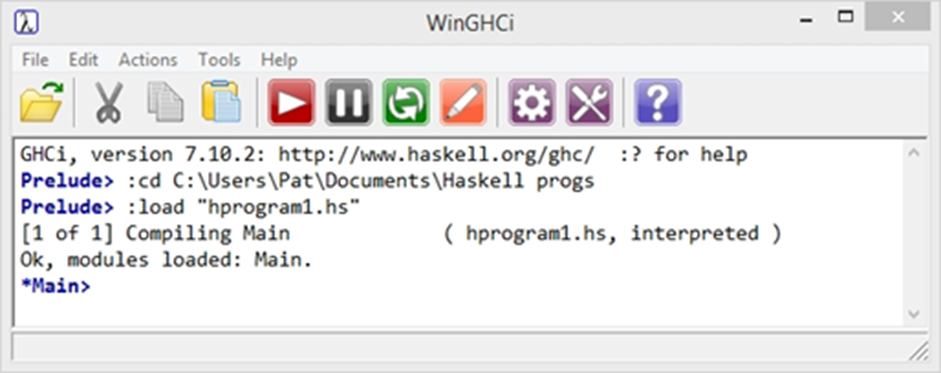 WinGHCi
File Edit Actions Tools Help
GHCi, version 7.10.2: http://www.haskell.org/ghc/  :? for help
Prelude> :cd C:\Users\Pat\Documents\Haskell progs
Prelude> :load "hprogram1.hs"
[1 of 1] Compiling Main             ( hprogram1.hs, interpreted )
Ok, modules loaded: Main.
*Main>